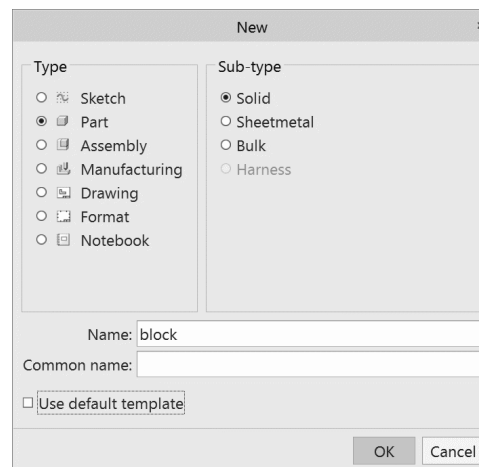 New
Type
Sketch
Part
Assembly
Manufacturing
Drawing
Format
Notebook
Sub-type
Solid
Sheetmetal
Bulk
Harness
Name: block
Common name:
Use default template
OK Cancel